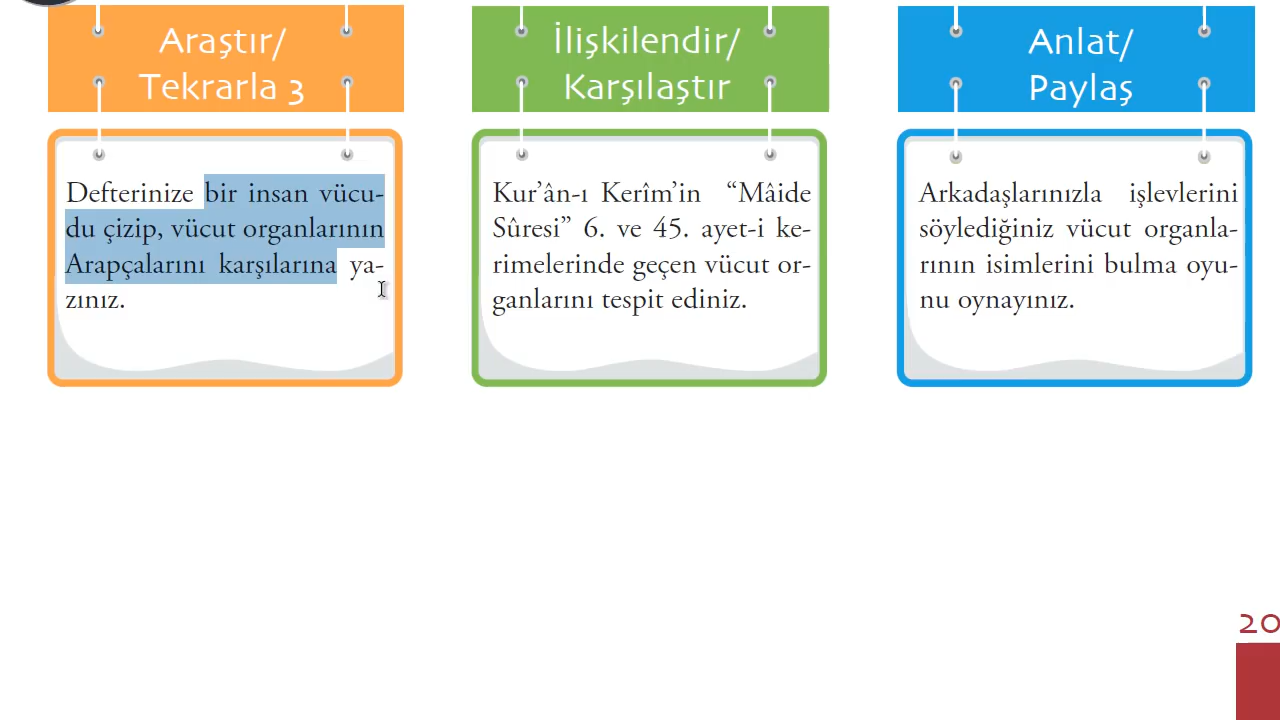 Araştır/
Tekrarla 3
Defterinize bir insan vücu-
du çizip, vücut organlarının
Arapçalarını karşılarına ya-
zınız.
İlişkilendir/
Karşılaştır
Kur’ân-ı Kerîm’in “Mâide
Sûresi” 6. ve 45. ayet-i ke-
rimelerinde geçen vücut or-
ganlarını tespit ediniz.
Anlat/
Paylaş
Arkadaşlarınızla işlevlerini
söylediğiniz vücut organla-
rının isimlerini bulma oyu-
nu oynayınız.
20